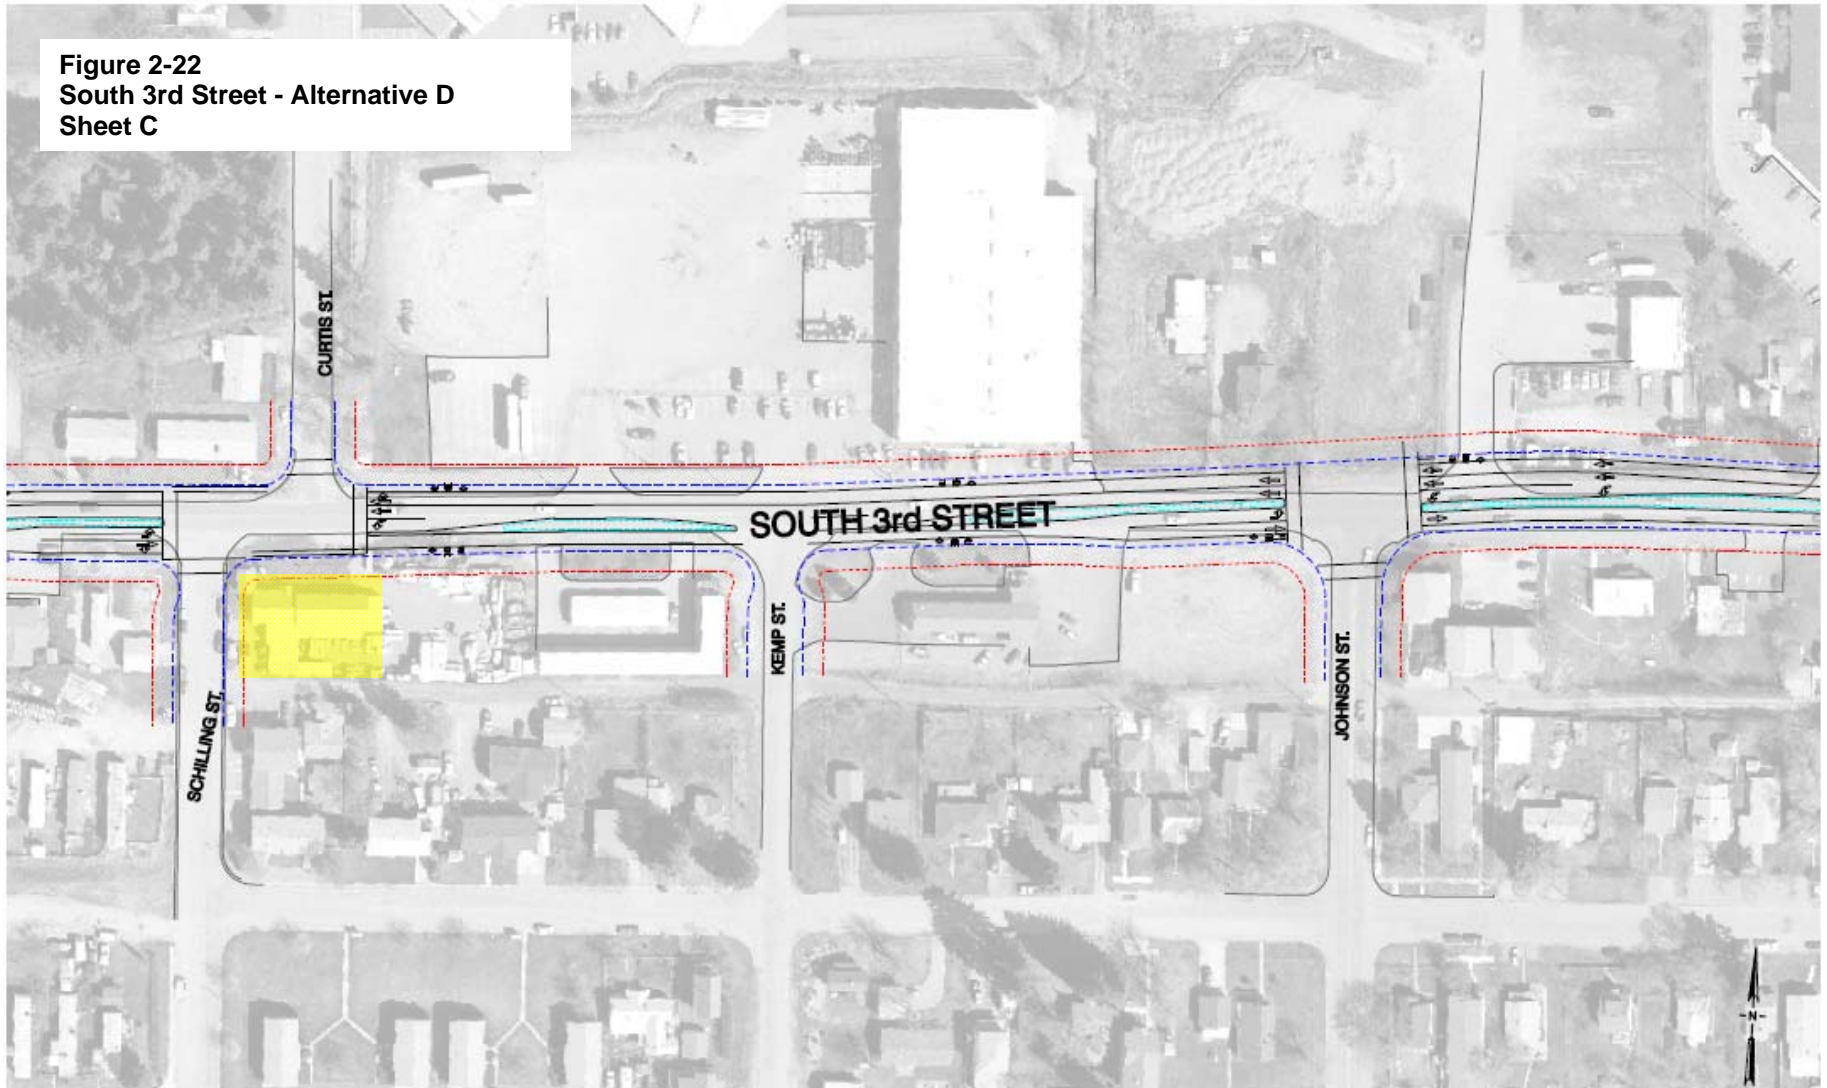 Figure 2-22
South 3rd Street - Alternative D
Sheet C
CURTIS ST.
SOUTH 3rd STREET
KEMP ST.
JOHNSON ST.
SCHILLING ST.
-N-